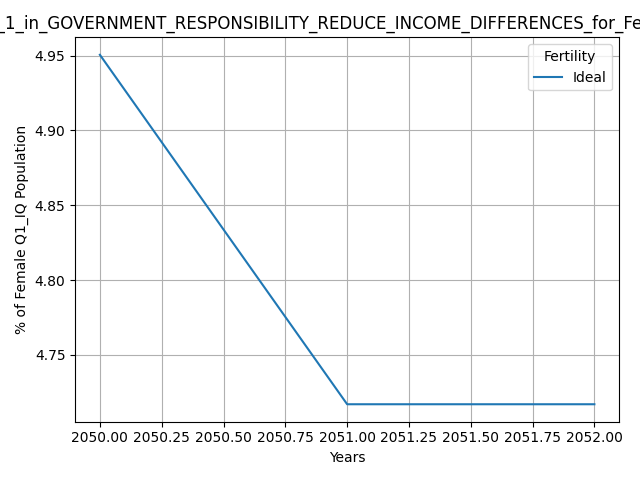 _1_in_GOVERNMENT_RESPONSIBILITY_REDUCE_INCOME_DIFFERENCES_for_Fe
Fertility
Ideal
4.95
4.90
4.85
4.80
4.75
% of Female Q1_IQ Population
2050.00 2050.25 2050.50 2050.75 2051.00 2051.25 2051.50 2051.75 2052.00
Years